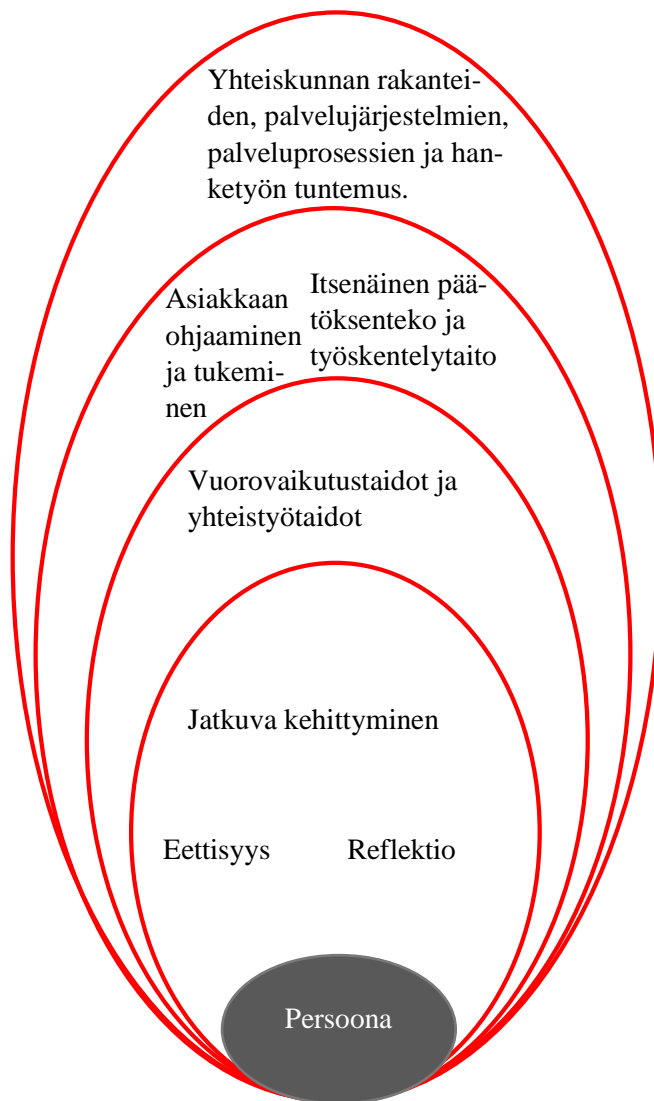 Yhteiskunnan rakantei-
den, palvelujärjestelmien,
palveluprosessien ja han-
ketyön tuntemus.
Asiakkaan
ohjaaminen
ja tukemi-
nen
Itsenäinen pää-
töksenteko ja
työskentelytaito
Vuorovaikutustaidot ja
yhteistyötaidot
Jatkuva kehittyminen
Eettisyys
Reflektio
Persoona